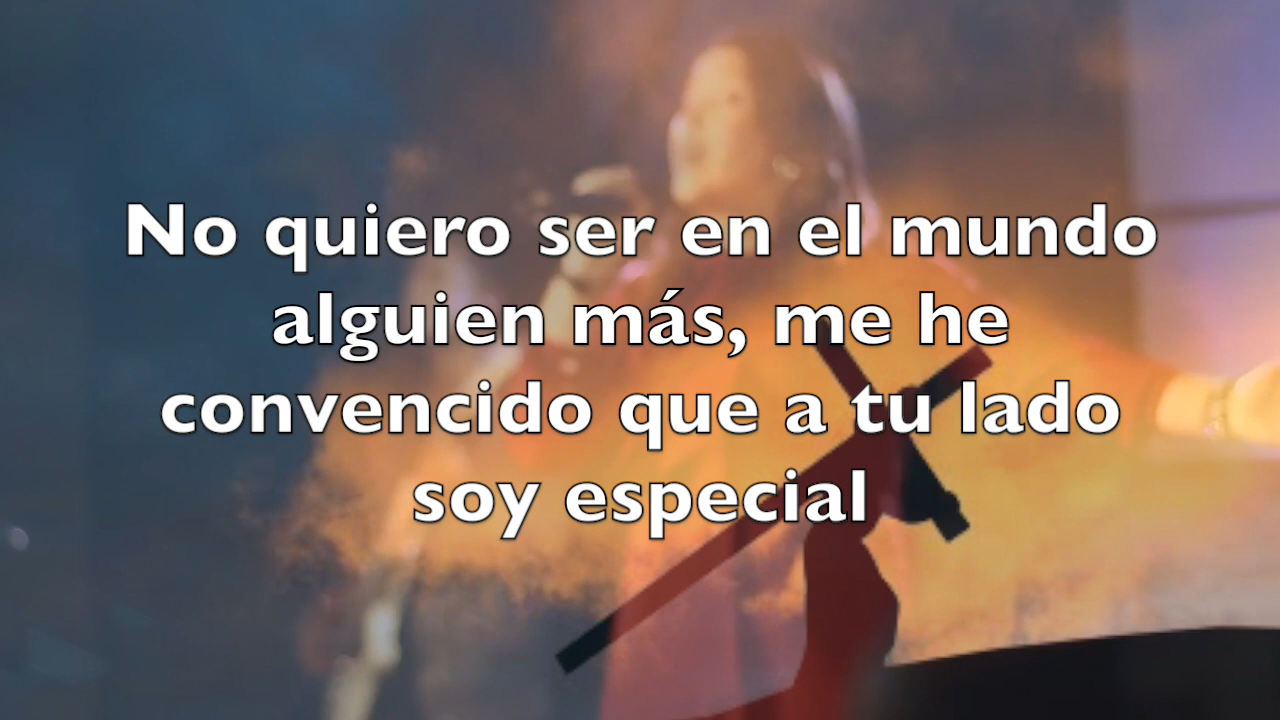 No quiero ser en el mundo
alguien más, me he
convencido que a tu lado
soy especial